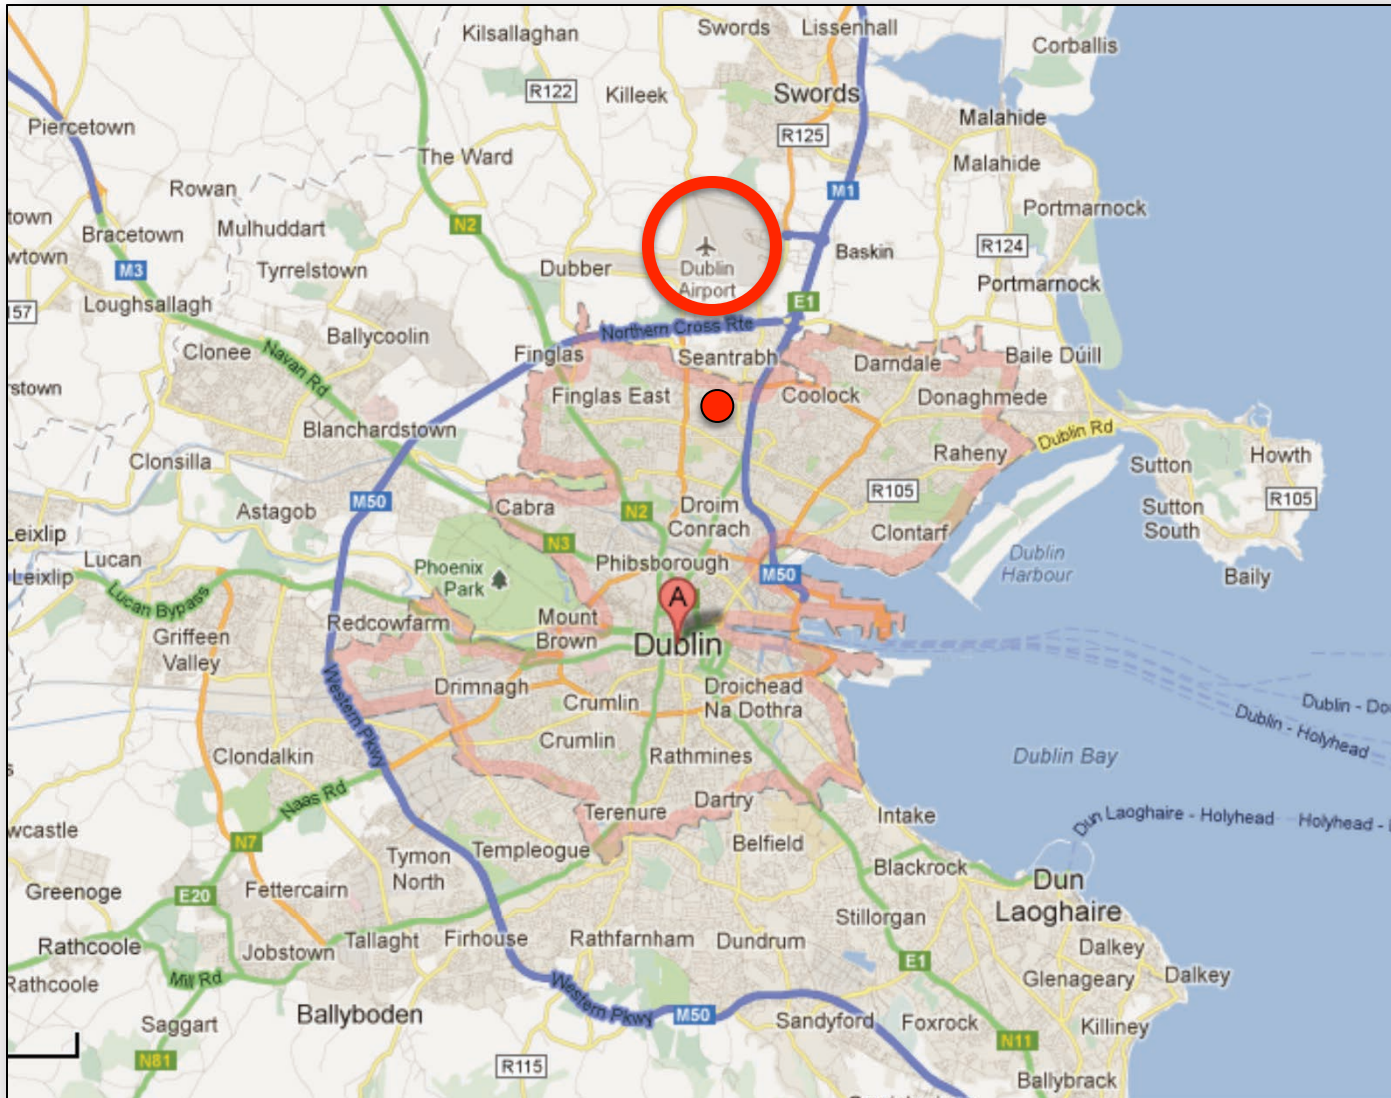 Kilsallaghan
Swords
Lissenhall
Corballis
R122
Killeek
Swords
Malahide
Piercetown
R125
The Ward
Malahide
Rowan
M1
town
Mulhuddart
N2
Portmarnock
Bracetown
R124
wtown
M3
Tyrrelstown
Dubber
Dublin
Airport
Baskin
Portmarnock
Loughsallagh
157
E1
Northern Cross Rte
Ballycoolin
Clonee
Navan Rd
Finglas
Seantrabh
Darndale
Baile Dúill
rstown
Finglas East
Coolock
Donaghmede
Blanchardstown
Dublin Rd
Raheny
Howth
Clonsilla
Sutton
M50
R105
R105
Astagob
Cabra
N2
Droim
Conrach
Sutton
South
Leixlip
Clontarf
N3
Lucan
Phibsborough
Dublin
Harbour
Leixlip
Phoenix
Park
M50
Baily
Lucan Bypass
A
Redcowfarm
Mount
Brown
Dublin
Griffeen
Valley
Drimnagh
Droichead
Na Dothra
Crumlin
Western Pkwy
Dublin - Do
Dublin - Holyhead
Crumlin
Clondalkin
Rathmines
Dublin Bay
s
Naas Rd
Dartry
Terenure
Intake
wcastle
Dun Laoghaire - Holyhead
Holyhead -
N7
Templeogue
Belfield
Tymon
North
Blackrock
Greenoge
E20
Fettercairn
Dun
Laoghaire
Stillorgan
Rathcoole
Jobstown
Tallaght
Firhouse
Rathfarnham
Dundrum
Dalkey
E1
Rathcoole
Mill Rd
Glenageary
Dalkey
Western Pkwy
M50
Saggart
Ballyboden
Sandyford
Foxrock
Killiney
N11
N81
R115
Ballybrack